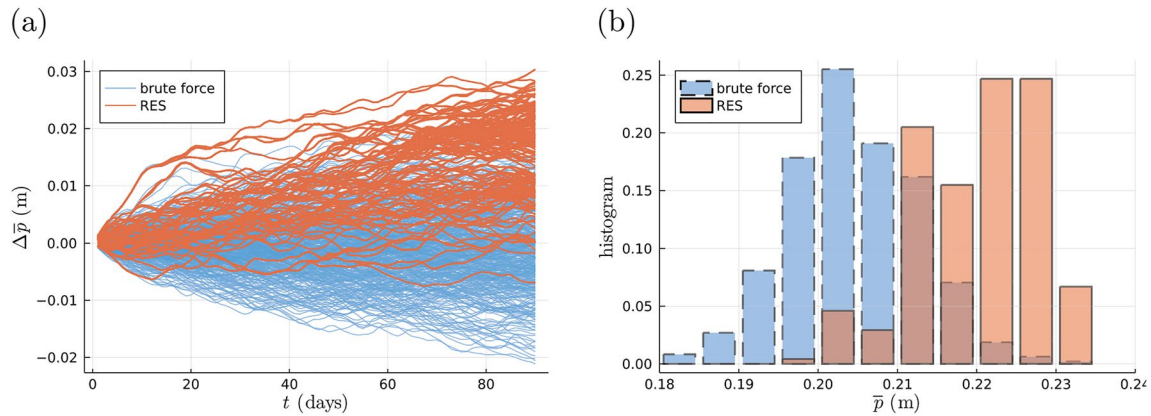 (a)
0.03
0.02
0.01
0.00
−0.01
−0.02
Δp̅ (m)
brute force
RES
0 20 40 60 80
t (days)
(b)
0.25
0.20
0.15
0.10
0.05
0.00
histogram
brute force
RES
0.18 0.19 0.20 0.21 0.22 0.23 0.24
p̅ (m)